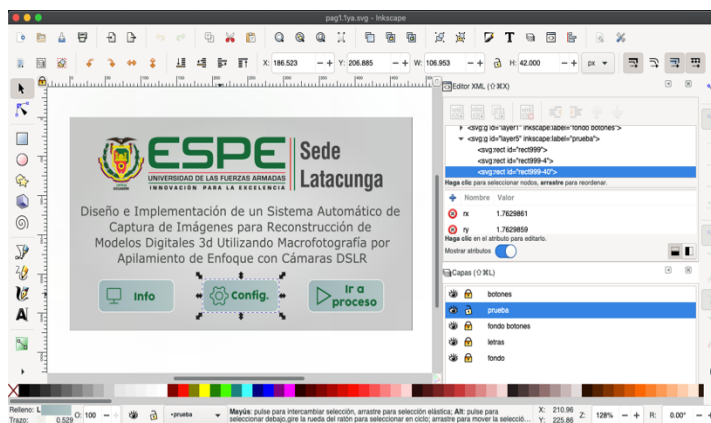 pag1.1ya.svg - Inkscape
X: 186.523 − + Y: 206.885 − + W: 106.953 − + H: 42.000 − + px
Editor XML (⇧⌘X)
<svg:g id="layer1" inkscape:label="fondo botones">
<svg:g id="layer5" inkscape:label="prueba">
<svg:rect id="rect999">
<svg:rect id="rect999-4">
<svg:rect id="rect999-40">
Haga clic para seleccionar nodos, arrastre para reordenar.
Nombre Valor
rx 1.7629861
ry 1.7629859
Haga clic en el atributo para editarlo.
Mostrar atributos
Capas (⇧⌘L)
botones
prueba
fondo botones
letras
fondo
ESPE
UNIVERSIDAD DE LAS FUERZAS ARMADAS
INNOVACIÓN PARA LA EXCELENCIA
Sede
Latacunga
Diseño e Implementación de un Sistema Automático de
Captura de Imágenes para Reconstrucción de
Modelos Digitales 3d Utilizando Macrofotografía por
Apilamiento de Enfoque con Cámaras DSLR
Info
Config.
Ir a
proceso
Relleno: L
Trazo: 0.529
O: 100 − +
•prueba
Mayús: pulse para intercambiar selección, arrastre para selección elástica; Alt: pulse para
seleccionar debajo,gire la rueda del ratón para seleccionar en ciclo; arrastre para mover la selecció...
X: 210.96
Y: 225.86
Z: 128% − +
R: 0.00° − +